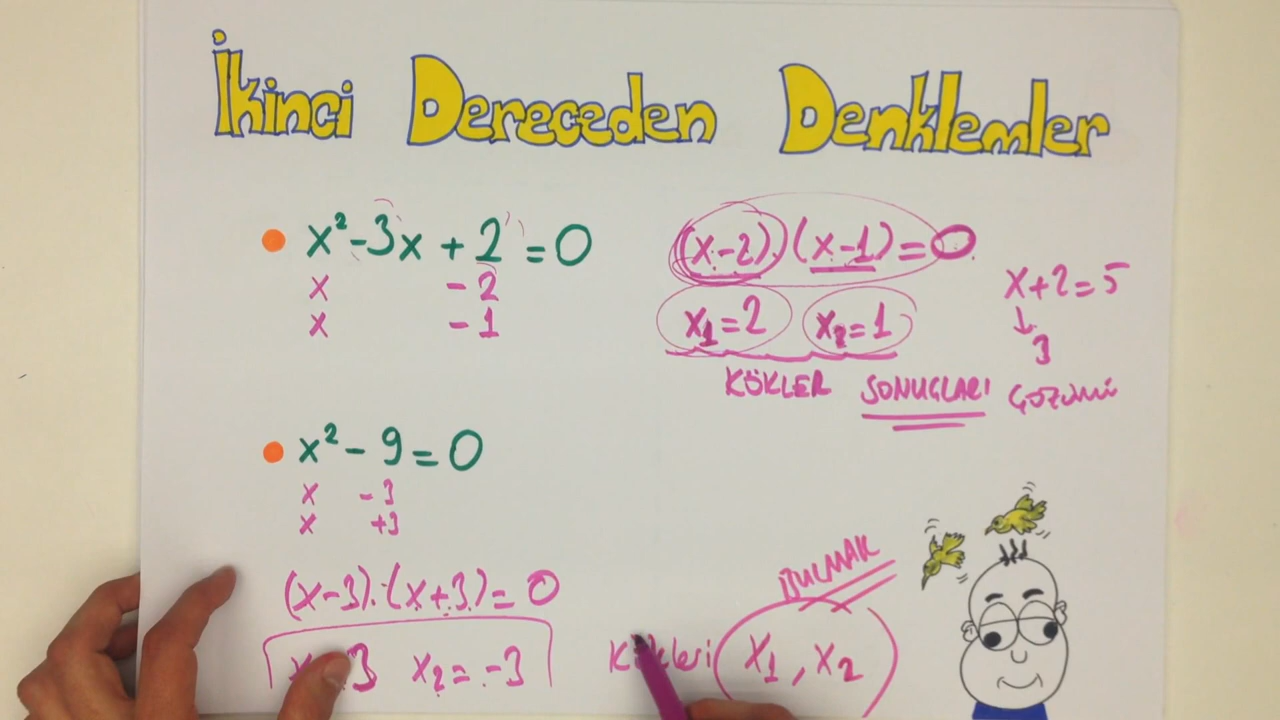 İkinci Dereceden Denklemler
x²-3x+2=0
x -2
x -1
(x-2).(x-1)=0
x₁=2 x₂=1
KÖKLER SONUÇLARI ÇÖZÜMÜ
x+2=5
↓
3
x²-9=0
x -3
x +3
(x-3).(x+3)=0
3 x₂=-3
BULMAK
x₁, x₂